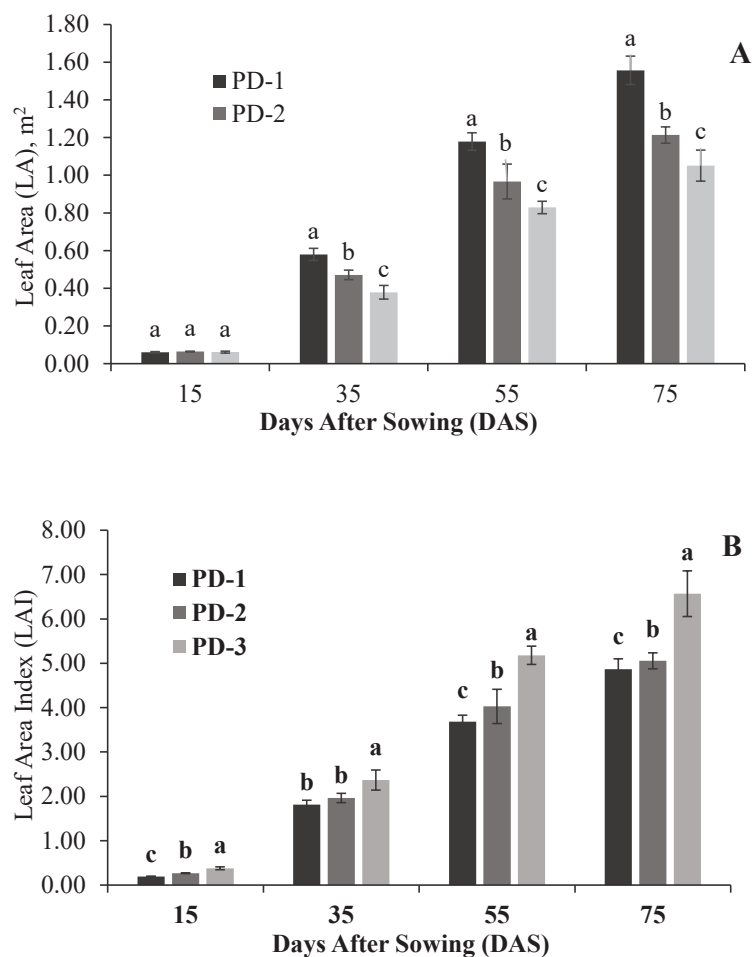 A
1.80
1.60
1.40
1.20
1.00
0.80
0.60
0.40
0.20
0.00
Leaf Area (LA), m²
PD-1
PD-2
a a a
a b c
a b c
a b c
15 35 55 75
Days After Sowing (DAS)
B
8.00
7.00
6.00
5.00
4.00
3.00
2.00
1.00
0.00
Leaf Area Index (LAI)
PD-1
PD-2
PD-3
c b a
b b a
c b a
c b a
15 35 55 75
Days After Sowing (DAS)